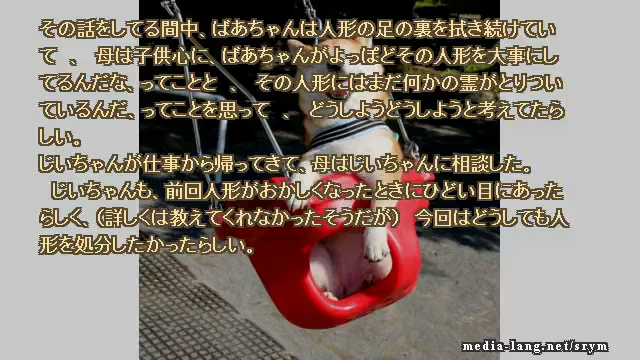 その話をしてる間中、ばあちゃんは人形の足の裏を拭き続けてい
て 、 母は子供心に、ばあちゃんがよっぽどその人形を大事にし
てるんだな、ってことと 、 その人形にはまだ何かの霊がとりつい
ているんだ、ってことを思って 、 どうしようどうしようと考えてたら
しい。
じいちゃんが仕事から帰ってきて、母はじいちゃんに相談した。
じいちゃんも、前回人形がおかしくなったときにひどい目にあった
らしく、（詳しくは教えてくれなかったそうだが） 今回はどうしても人
形を処分したかったらしい。
media-lang.net/srym